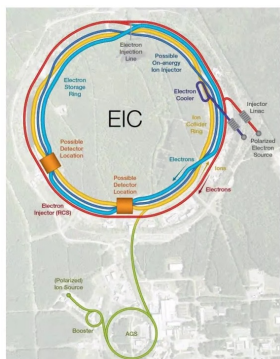 Electron
Injection
Line
Possible
On-energy
Ion Injector
Electron
Storage
Ring
Electron
Cooler
EIC
Injector
Linac
Ion
Collider
Ring
Polarized
Electron
Source
Possible
Detector
Location
Possible
Detector
Location
Electrons
Ions
Electrons
Electron
Injector (RCS)
(Polarized)
Ion Source
Booster
AGS